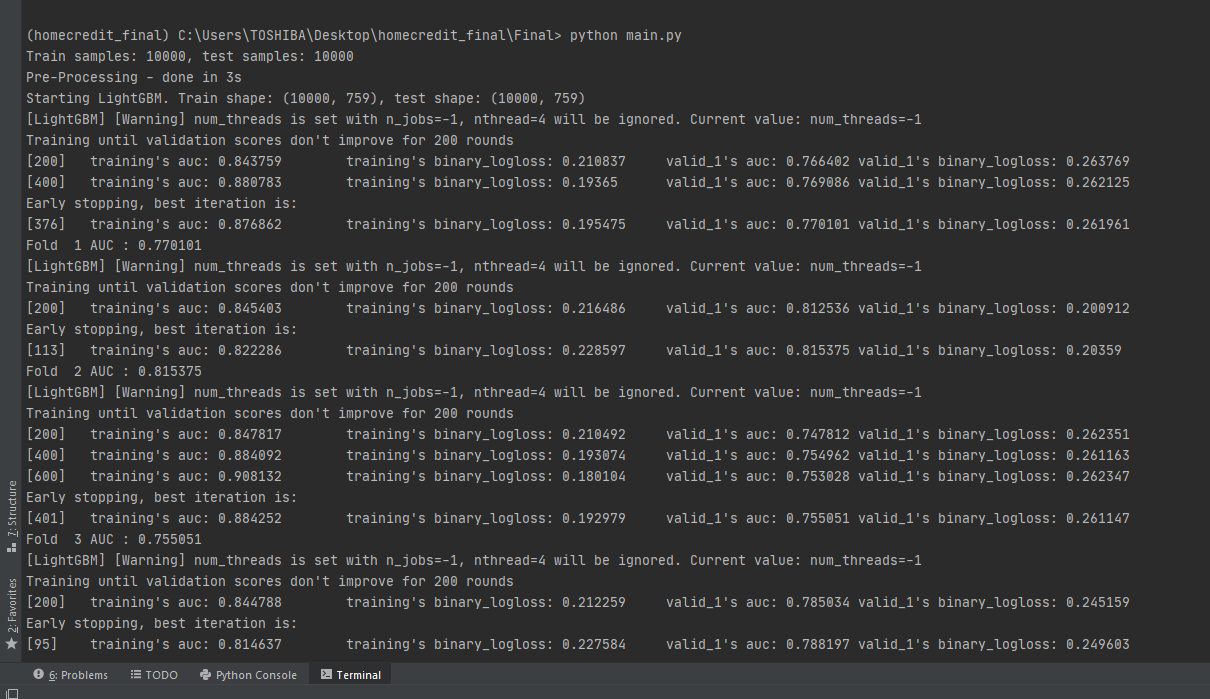 (homecredit_final) C:\Users\TOSHIBA\Desktop\homecredit_final\Final> python main.py
Train samples: 10000, test samples: 10000
Pre-Processing - done in 3s
Starting LightGBM. Train shape: (10000, 759), test shape: (10000, 759)
[LightGBM] [Warning] num_threads is set with n_jobs=-1, nthread=4 will be ignored. Current value: num_threads=-1
Training until validation scores don't improve for 200 rounds
[200]   training's auc: 0.843759        training's binary_logloss: 0.210837     valid_1's auc: 0.766402 valid_1's binary_logloss: 0.263769
[400]   training's auc: 0.880783        training's binary_logloss: 0.19365      valid_1's auc: 0.769086 valid_1's binary_logloss: 0.262125
Early stopping, best iteration is:
[376]   training's auc: 0.876862        training's binary_logloss: 0.195475     valid_1's auc: 0.770101 valid_1's binary_logloss: 0.261961
Fold  1 AUC : 0.770101
[LightGBM] [Warning] num_threads is set with n_jobs=-1, nthread=4 will be ignored. Current value: num_threads=-1
Training until validation scores don't improve for 200 rounds
[200]   training's auc: 0.845403        training's binary_logloss: 0.216486     valid_1's auc: 0.812536 valid_1's binary_logloss: 0.200912
Early stopping, best iteration is:
[113]   training's auc: 0.822286        training's binary_logloss: 0.228597     valid_1's auc: 0.815375 valid_1's binary_logloss: 0.20359
Fold  2 AUC : 0.815375
[LightGBM] [Warning] num_threads is set with n_jobs=-1, nthread=4 will be ignored. Current value: num_threads=-1
Training until validation scores don't improve for 200 rounds
[200]   training's auc: 0.847817        training's binary_logloss: 0.210492     valid_1's auc: 0.747812 valid_1's binary_logloss: 0.262351
[400]   training's auc: 0.884092        training's binary_logloss: 0.193074     valid_1's auc: 0.754962 valid_1's binary_logloss: 0.261163
[600]   training's auc: 0.908132        training's binary_logloss: 0.180104     valid_1's auc: 0.753028 valid_1's binary_logloss: 0.262347
Early stopping, best iteration is:
[401]   training's auc: 0.884252        training's binary_logloss: 0.192979     valid_1's auc: 0.755051 valid_1's binary_logloss: 0.261147
Fold  3 AUC : 0.755051
[LightGBM] [Warning] num_threads is set with n_jobs=-1, nthread=4 will be ignored. Current value: num_threads=-1
Training until validation scores don't improve for 200 rounds
[200]   training's auc: 0.844788        training's binary_logloss: 0.212259     valid_1's auc: 0.785034 valid_1's binary_logloss: 0.245159
Early stopping, best iteration is:
[95]    training's auc: 0.814637        training's binary_logloss: 0.227584     valid_1's auc: 0.788197 valid_1's binary_logloss: 0.249603
7: Structure
2: Favorites
6: Problems
TODO
Python Console
Terminal